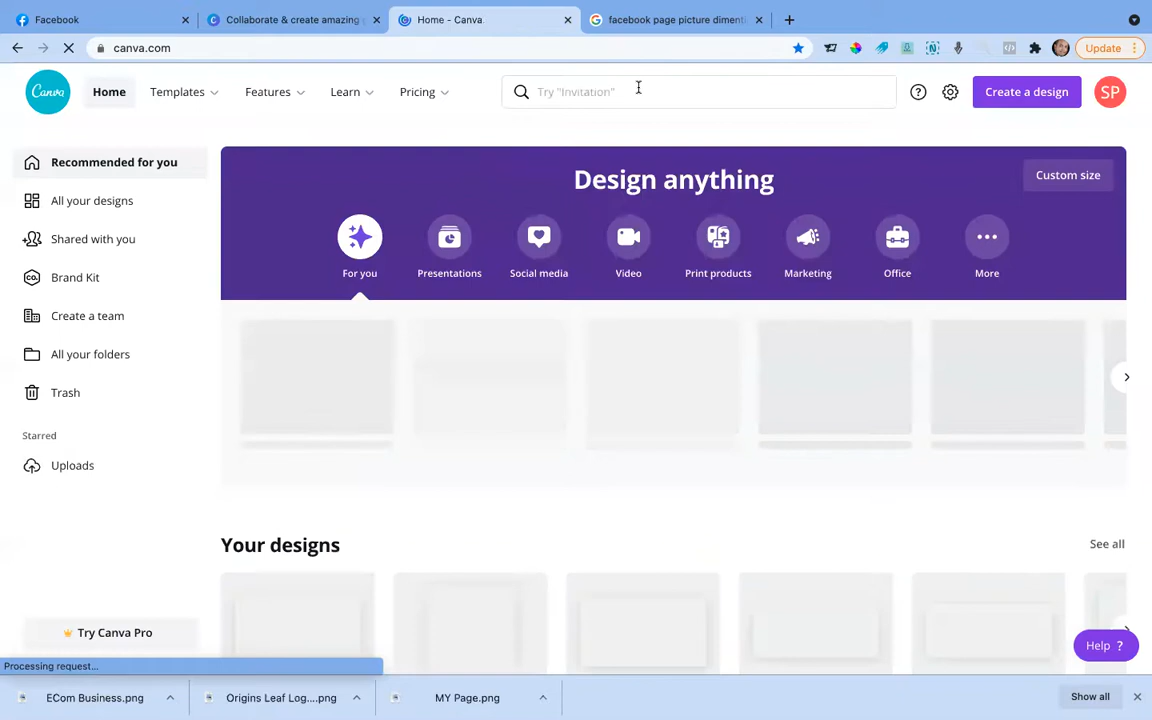 Facebook
Collaborate & create amazing
Home - Canva
facebook page picture dimenti
canva.com
Update
Canva
Home
Templates
Features
Learn
Pricing
Try "Invitation"
Create a design
SP
Recommended for you
All your designs
Shared with you
Brand Kit
Create a team
All your folders
Trash
Starred
Uploads
Try Canva Pro
Design anything
Custom size
For you
Presentations
Social media
Video
Print products
Marketing
Office
More
Your designs
See all
Help ?
Processing request...
ECom Business.png
Origins Leaf Log....png
MY Page.png
Show all